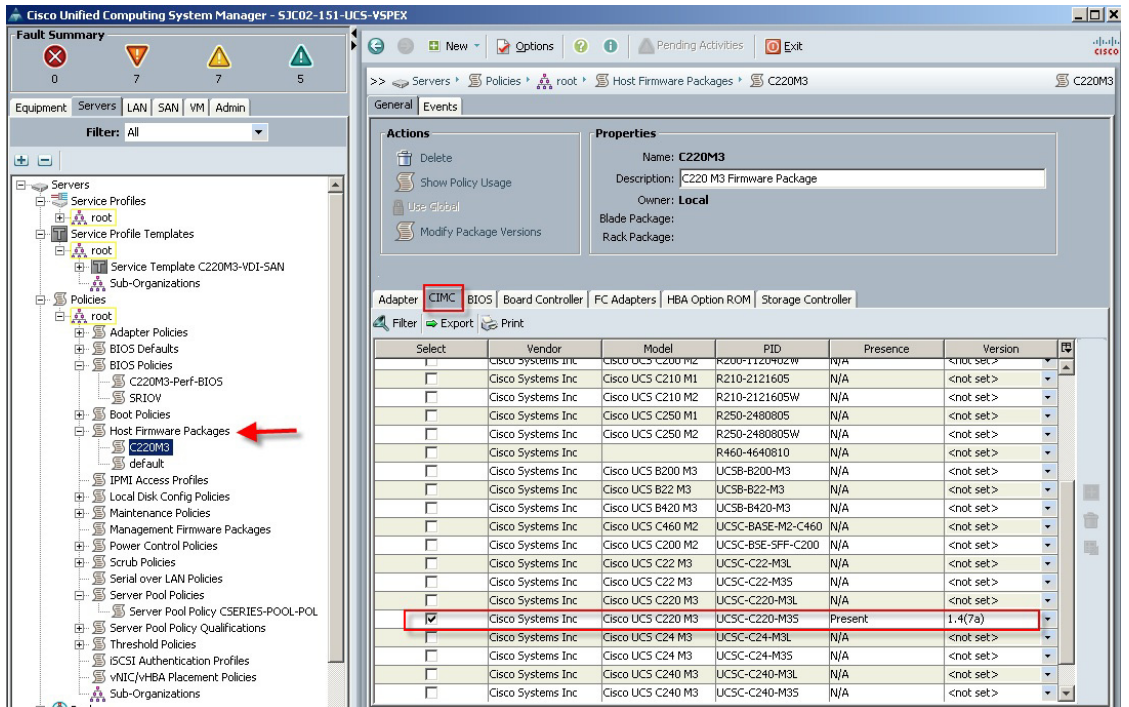 Cisco Unified Computing System Manager - SJC02-151-UCS-VSPEX
Fault Summary
0 7 7 5
New Options Pending Activities Exit
cisco
>> Servers Policies root Host Firmware Packages C220M3 C220M3
Equipment Servers LAN SAN VM Admin
Filter: All
Servers
Service Profiles
root
Service Profile Templates
root
Service Template C220M3-VDI-SAN
Sub-Organizations
Policies
root
Adapter Policies
BIOS Defaults
BIOS Policies
C220M3-Perf-BIOS
SRIOV
Boot Policies
Host Firmware Packages
C220M3
default
IPMI Access Profiles
Local Disk Config Policies
Maintenance Policies
Management Firmware Packages
Power Control Policies
Scrub Policies
Serial over LAN Policies
Server Pool Policies
Server Pool Policy CSERIES-POOL-POL
Server Pool Policy Qualifications
Threshold Policies
iSCSI Authentication Profiles
vNIC/vHBA Placement Policies
Sub-Organizations
General Events
Actions
Delete
Show Policy Usage
Use Global
Modify Package Versions
Properties
Name: C220M3
Description: C220 M3 Firmware Package
Owner: Local
Blade Package:
Rack Package:
Adapter CIMC BIOS Board Controller FC Adapters HBA Option ROM Storage Controller
Filter Export Print
Select Vendor Model PID Presence Version
Cisco Systems Inc Cisco UCS C200 M2 R200-1120402W N/A <not set>
Cisco Systems Inc Cisco UCS C210 M1 R210-2121605 N/A <not set>
Cisco Systems Inc Cisco UCS C210 M2 R210-2121605W N/A <not set>
Cisco Systems Inc Cisco UCS C250 M1 R250-2480805 N/A <not set>
Cisco Systems Inc Cisco UCS C250 M2 R250-2480805W N/A <not set>
Cisco Systems Inc R460-4640810 N/A <not set>
Cisco Systems Inc Cisco UCS B200 M3 UCSB-B200-M3 N/A <not set>
Cisco Systems Inc Cisco UCS B22 M3 UCSB-B22-M3 N/A <not set>
Cisco Systems Inc Cisco UCS B420 M3 UCSB-B420-M3 N/A <not set>
Cisco Systems Inc Cisco UCS C460 M2 UCSC-BASE-M2-C460 N/A <not set>
Cisco Systems Inc Cisco UCS C200 M2 UCSC-BSE-SFF-C200 N/A <not set>
Cisco Systems Inc Cisco UCS C22 M3 UCSC-C22-M3L N/A <not set>
Cisco Systems Inc Cisco UCS C22 M3 UCSC-C22-M3S N/A <not set>
Cisco Systems Inc Cisco UCS C220 M3 UCSC-C220-M3L N/A <not set>
Cisco Systems Inc Cisco UCS C220 M3 UCSC-C220-M3S Present 1.4(7a)
Cisco Systems Inc Cisco UCS C24 M3 UCSC-C24-M3L N/A <not set>
Cisco Systems Inc Cisco UCS C24 M3 UCSC-C24-M3S N/A <not set>
Cisco Systems Inc Cisco UCS C240 M3 UCSC-C240-M3L N/A <not set>
Cisco Systems Inc Cisco UCS C240 M3 UCSC-C240-M3S N/A <not set>